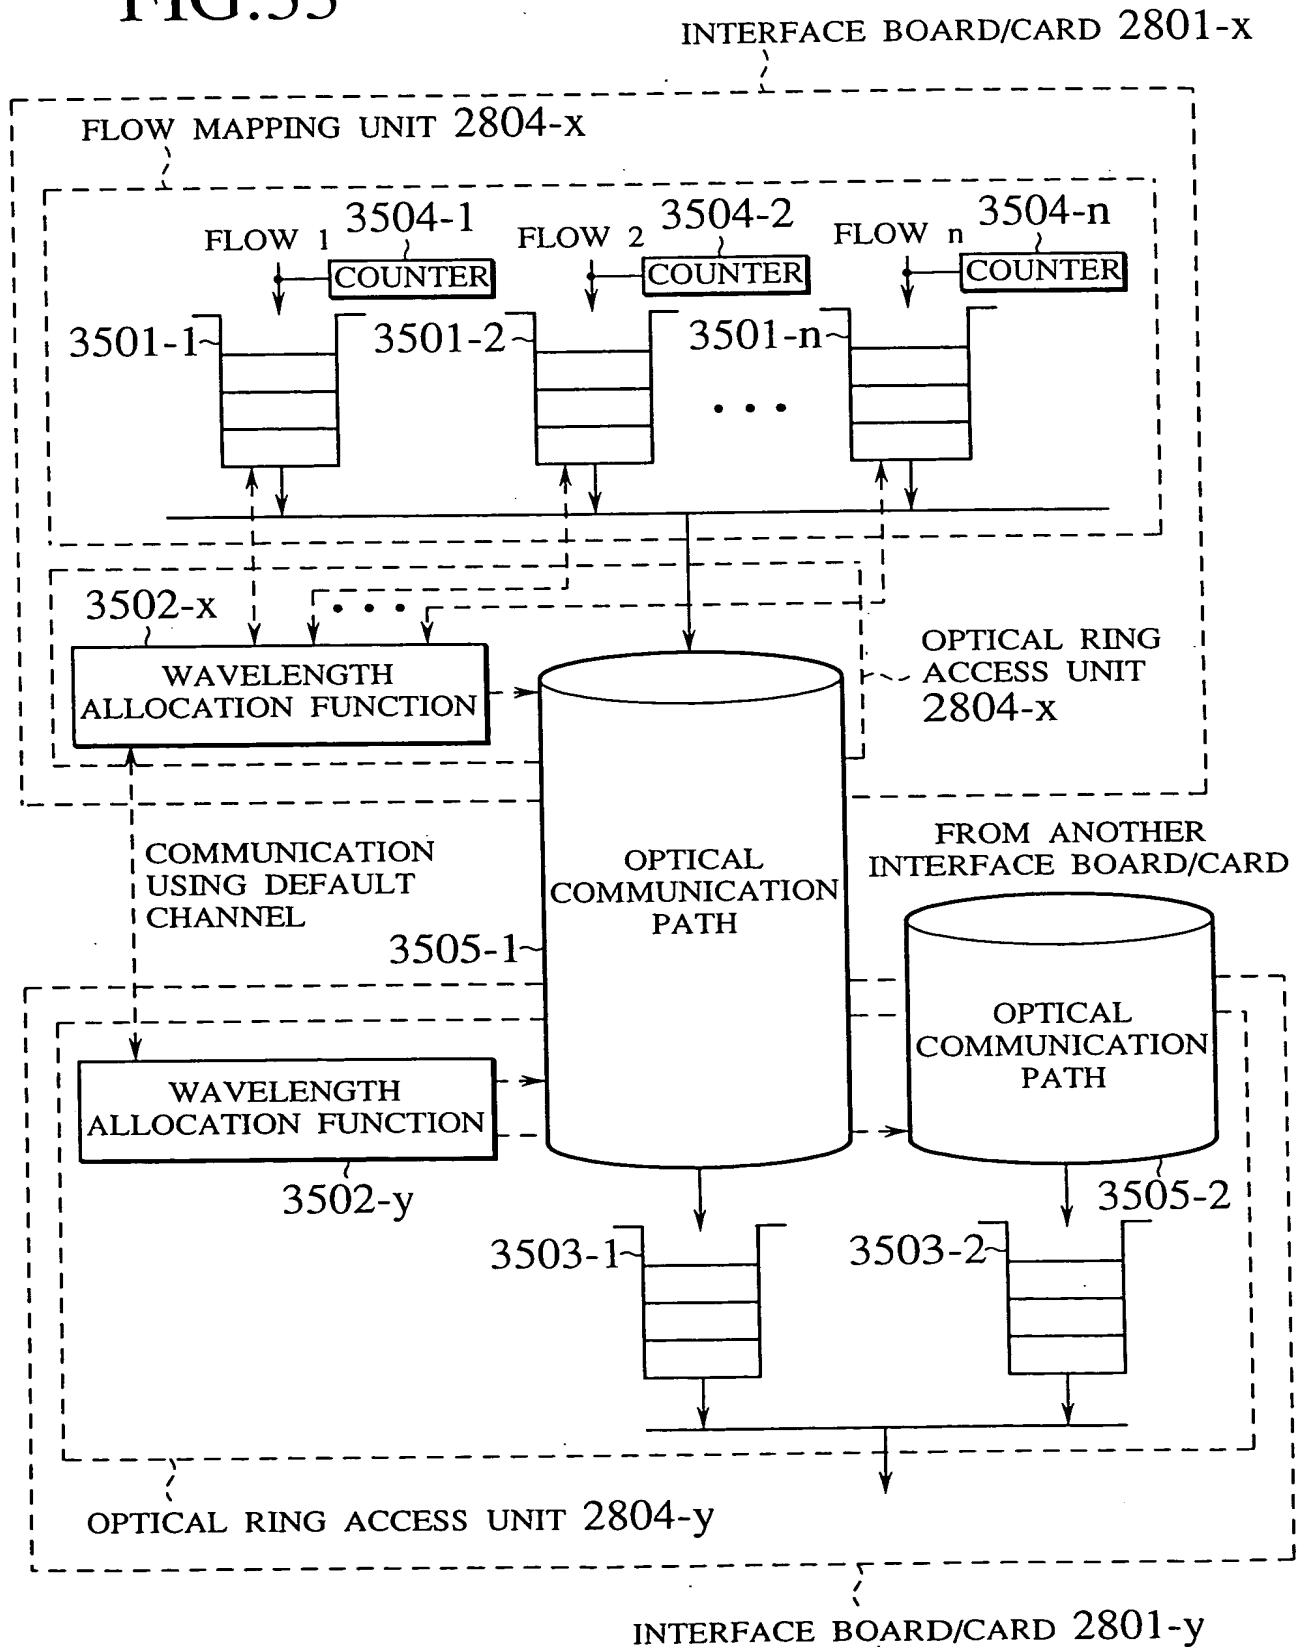 FIG.35
INTERFACE BOARD/CARD 2801-x
FLOW MAPPING UNIT 2804-x
3504-1
3504-2
3504-n
FLOW 1
FLOW 2
FLOW n
COUNTER
COUNTER
COUNTER
3501-1
3501-2
3501-n
3502-x
WAVELENGTH
ALLOCATION FUNCTION
OPTICAL RING
ACCESS UNIT
2804-x
COMMUNICATION
USING DEFAULT
CHANNEL
OPTICAL
COMMUNICATION
PATH
FROM ANOTHER
INTERFACE BOARD/CARD
3505-1
OPTICAL
COMMUNICATION
PATH
WAVELENGTH
ALLOCATION FUNCTION
3502-y
3505-2
3503-1
3503-2
OPTICAL RING ACCESS UNIT 2804-y
INTERFACE BOARD/CARD 2801-y